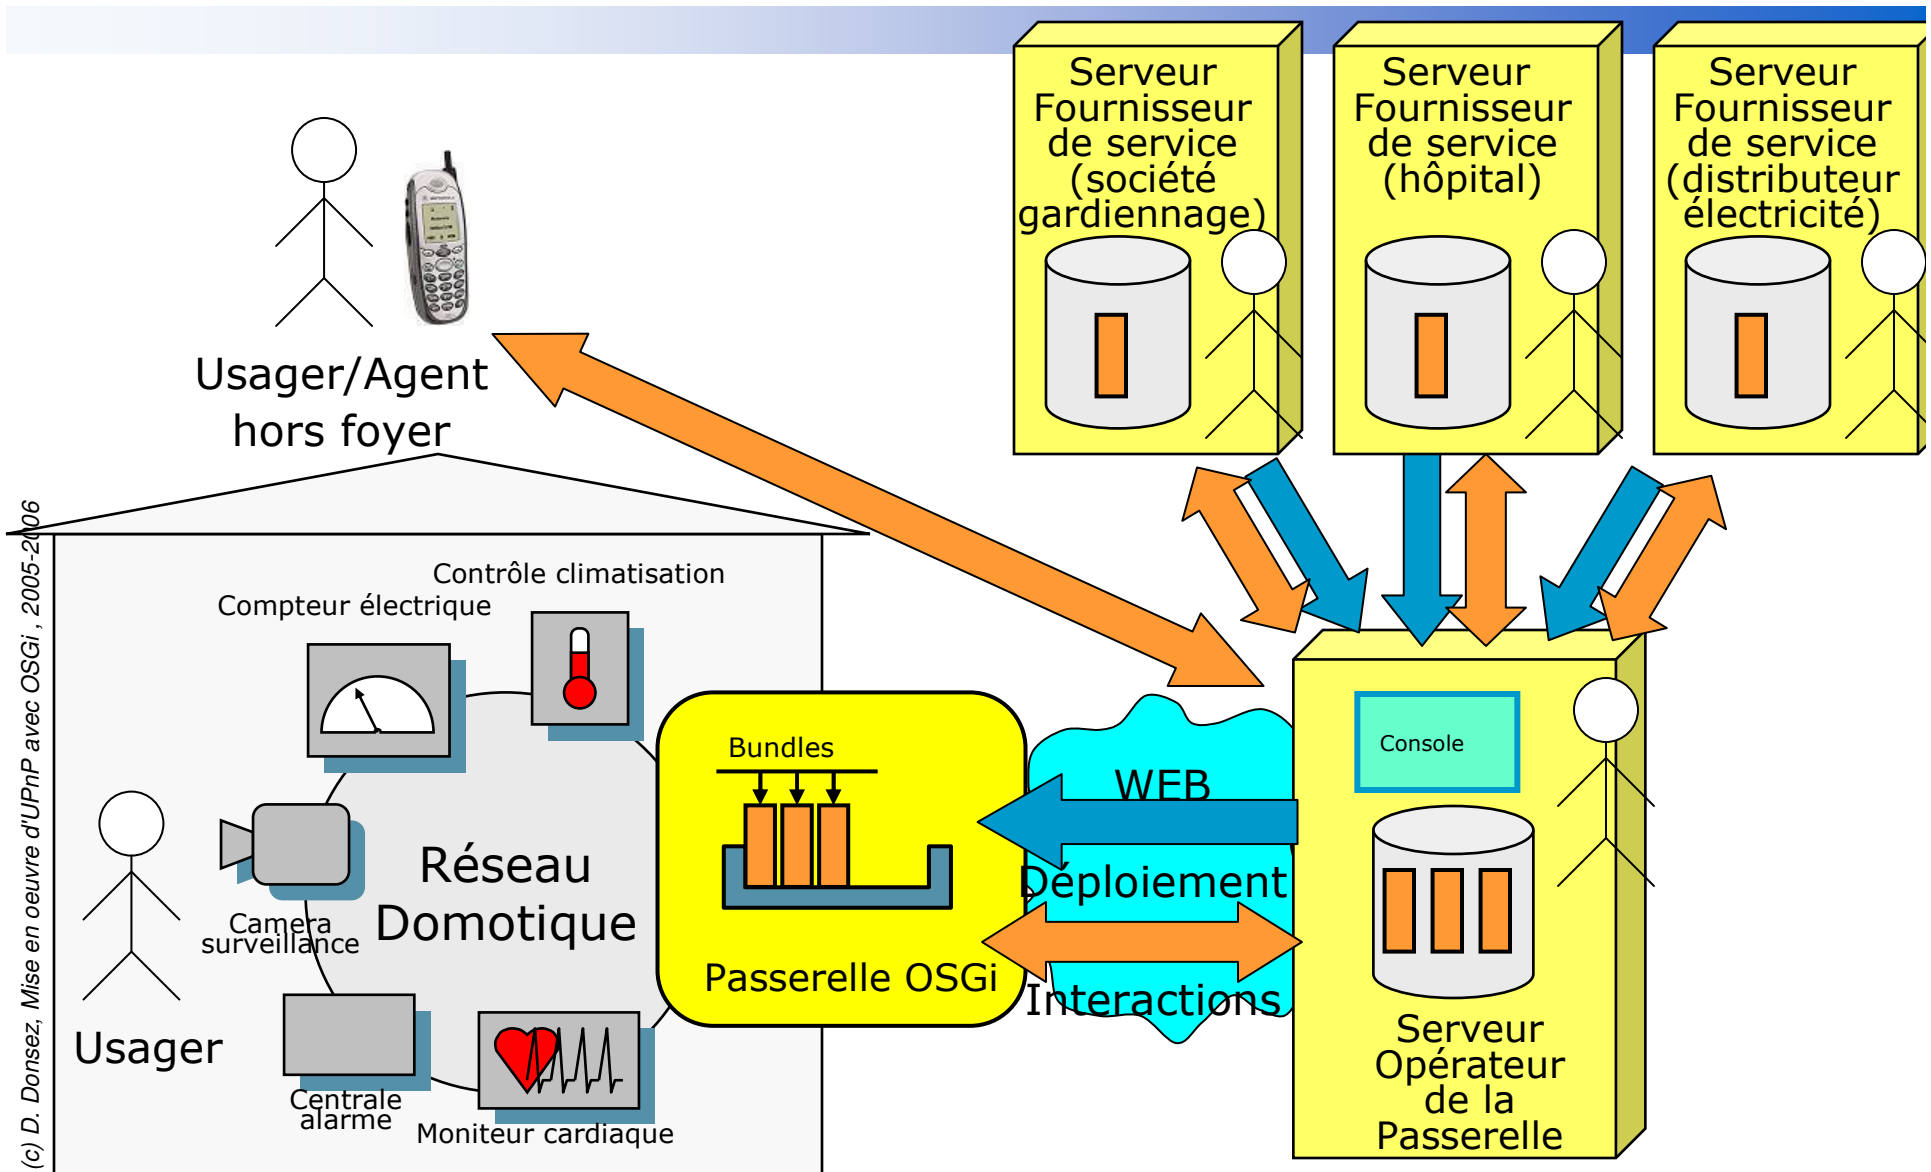 Serveur
Fournisseur
de service
(société
gardiennage)
Serveur
Fournisseur
de service
(hôpital)
Serveur
Fournisseur
de service
(distributeur
électricité)
Usager/Agent
hors foyer
(c) D. Donsez, Mise en oeuvre d'UPnP avec OSGi , 2005-2006
Contrôle climatisation
Compteur électrique
Camera
surveillance
Réseau
Domotique
Usager
Centrale
alarme
Moniteur cardiaque
Bundles
Passerelle OSGi
WEB
Déploiement
Interactions
Console
Serveur
Opérateur
de la
Passerelle